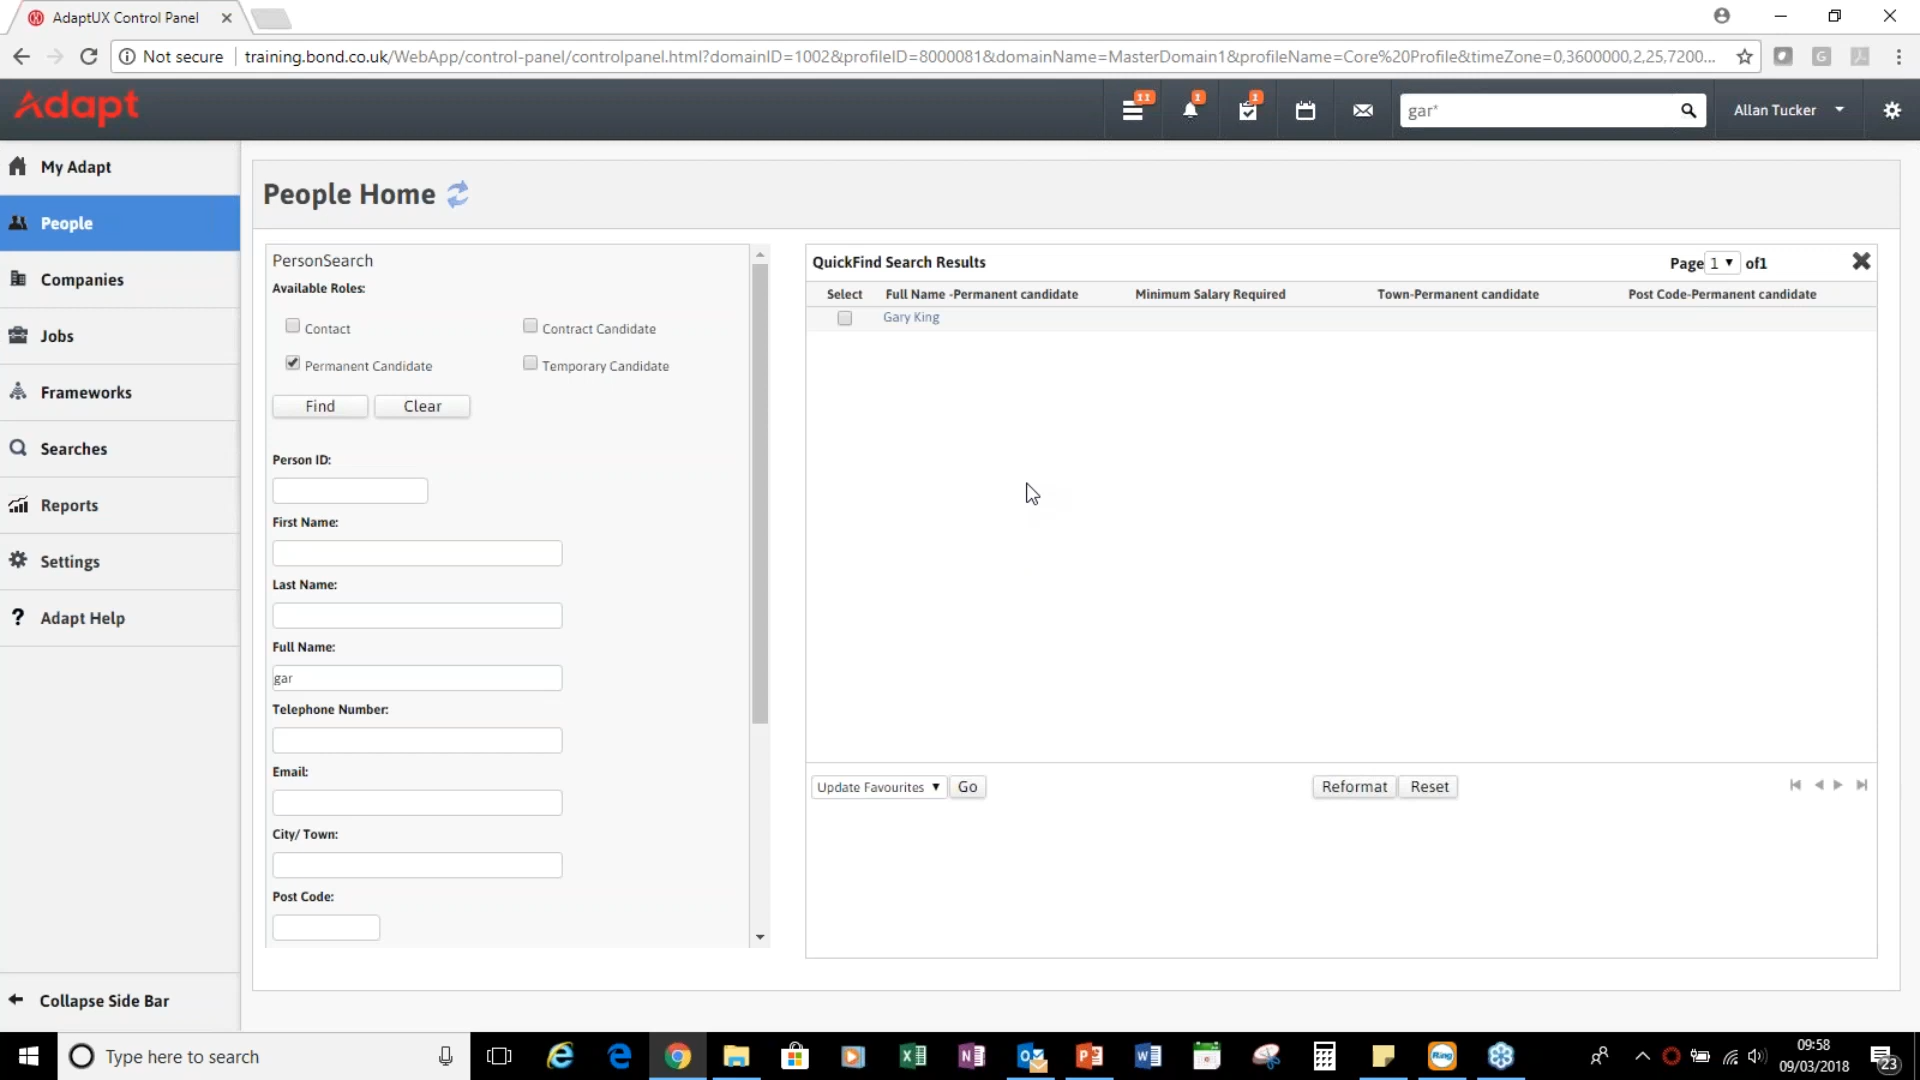 AdaptUX Control Panel
Not secure
training.bond.co.uk/WebApp/control-panel/controlpanel.html?domainID=1002&profileID=8000081&domainName=MasterDomain1&profileName=Core%20Profile&timeZone=0,3600000,2,25,7200...
Adapt
11
1
1
gar*
Allan Tucker
My Adapt
People
Companies
Jobs
Frameworks
Searches
Reports
Settings
? Adapt Help
Collapse Side Bar
People Home
PersonSearch
Available Roles:
Contact
Contract Candidate
Permanent Candidate
Temporary Candidate
Find
Clear
Person ID:
First Name:
Last Name:
Full Name:
gar
Telephone Number:
Email:
City/ Town:
Post Code:
QuickFind Search Results
Page 1 of1
Select Full Name -Permanent candidate Minimum Salary Required Town-Permanent candidate Post Code-Permanent candidate
Gary King
Update Favourites
Go
Reformat
Reset
Type here to search
Ring
09:58
09/03/2018
23